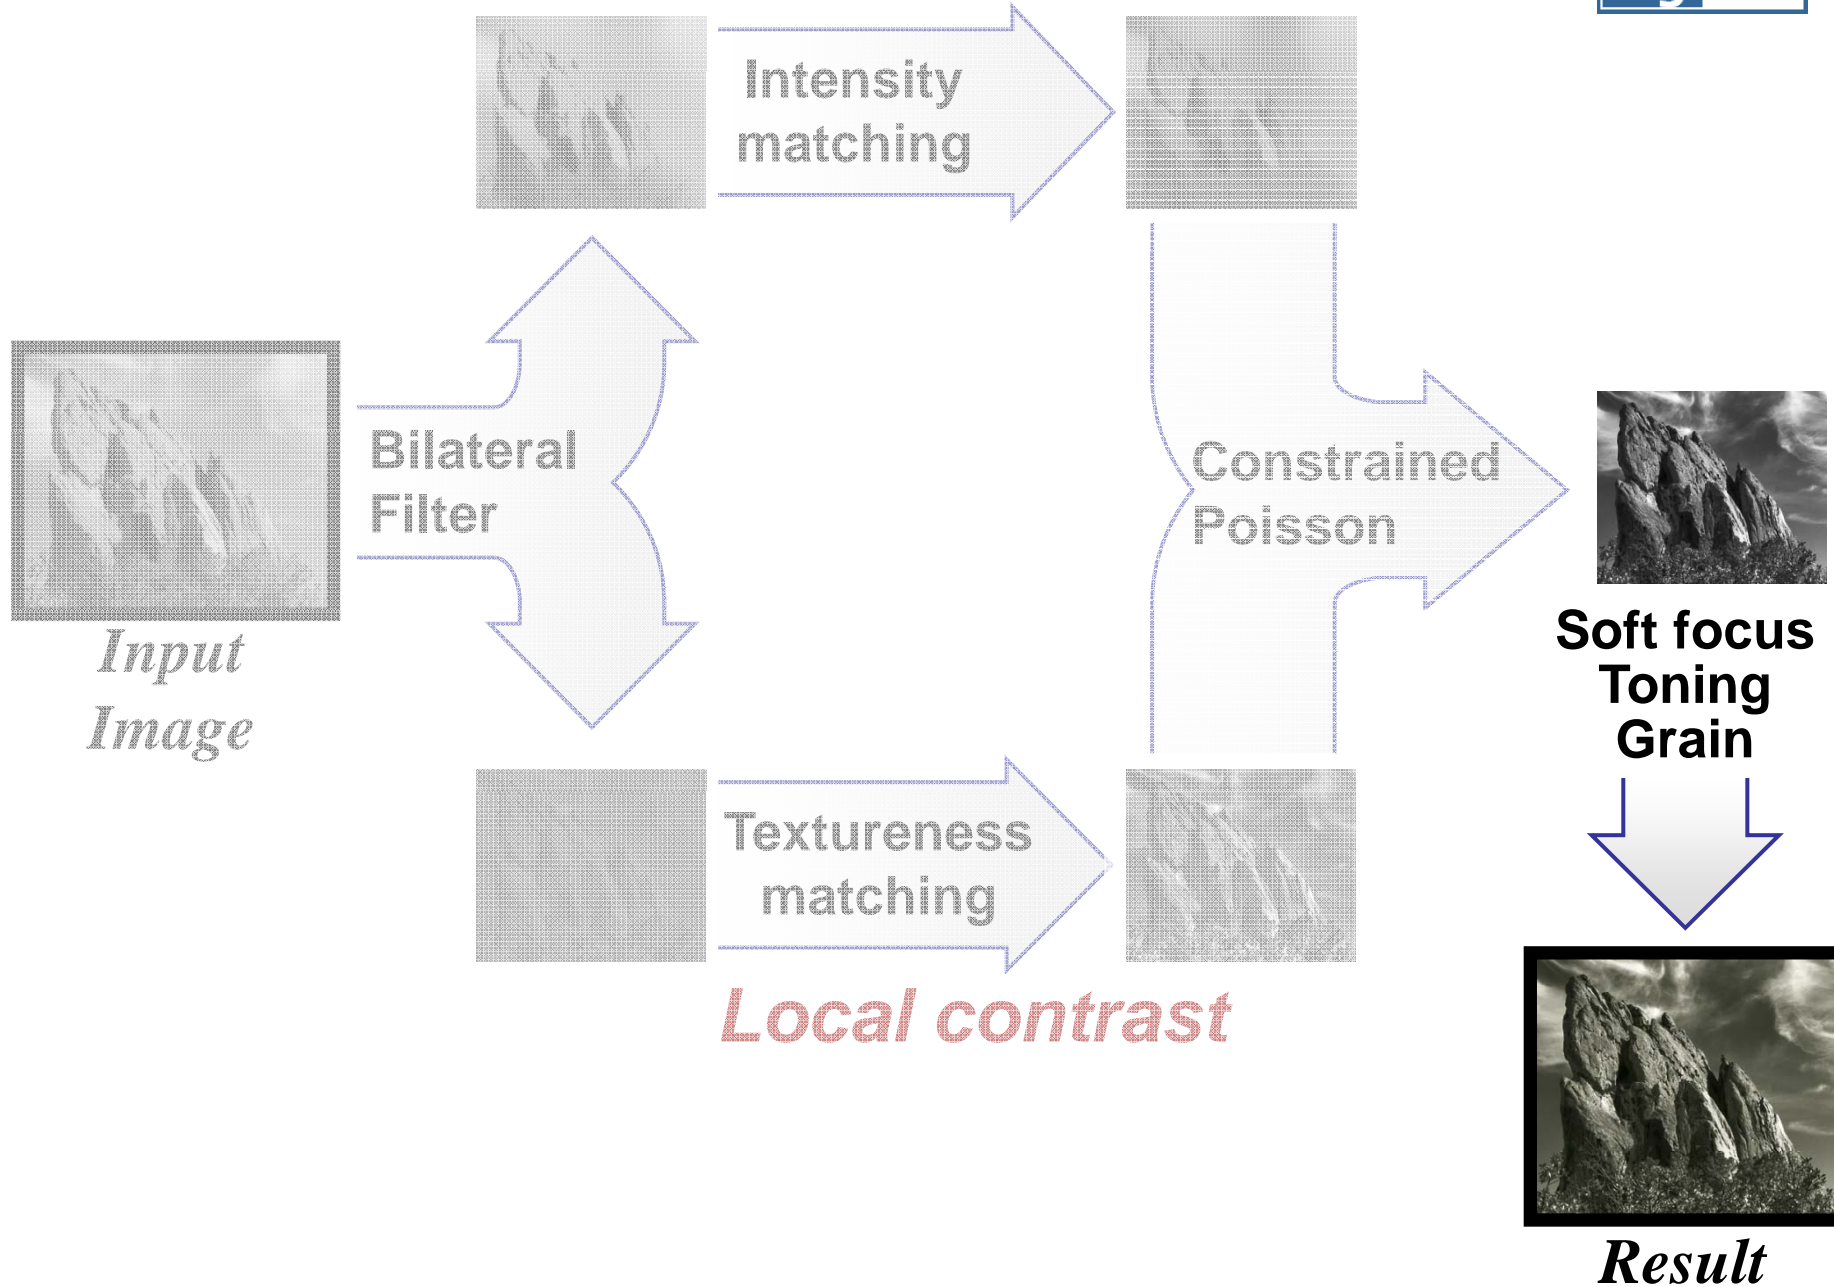 Intensity
matching
Bilateral
Filter
Constrained
Poisson
Input
Image
Soft focus
Toning
Grain
Textureness
matching
Local contrast
Result